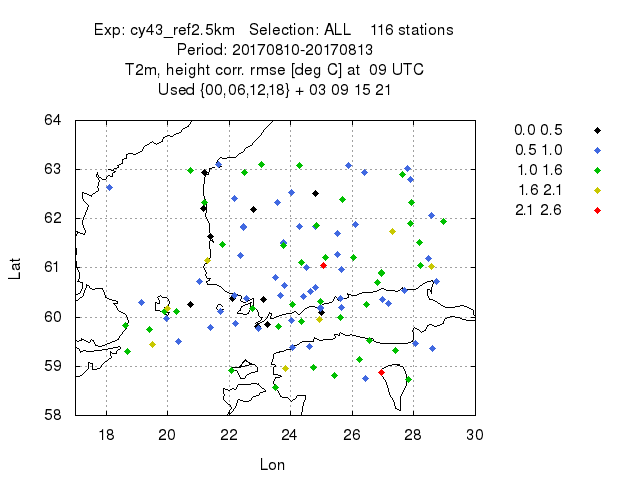 Exp: cy43_ref2.5km Selection: ALL 116 stations
Period: 20170810-20170813
T2m, height corr. rmse [deg C] at 09 UTC
Used {00,06,12,18} + 03 09 15 21
64
63
62
61
60
59
58
Lat
18 20 22 24 26 28 30
Lon
0.0 0.5
0.5 1.0
1.0 1.6
1.6 2.1
2.1 2.6